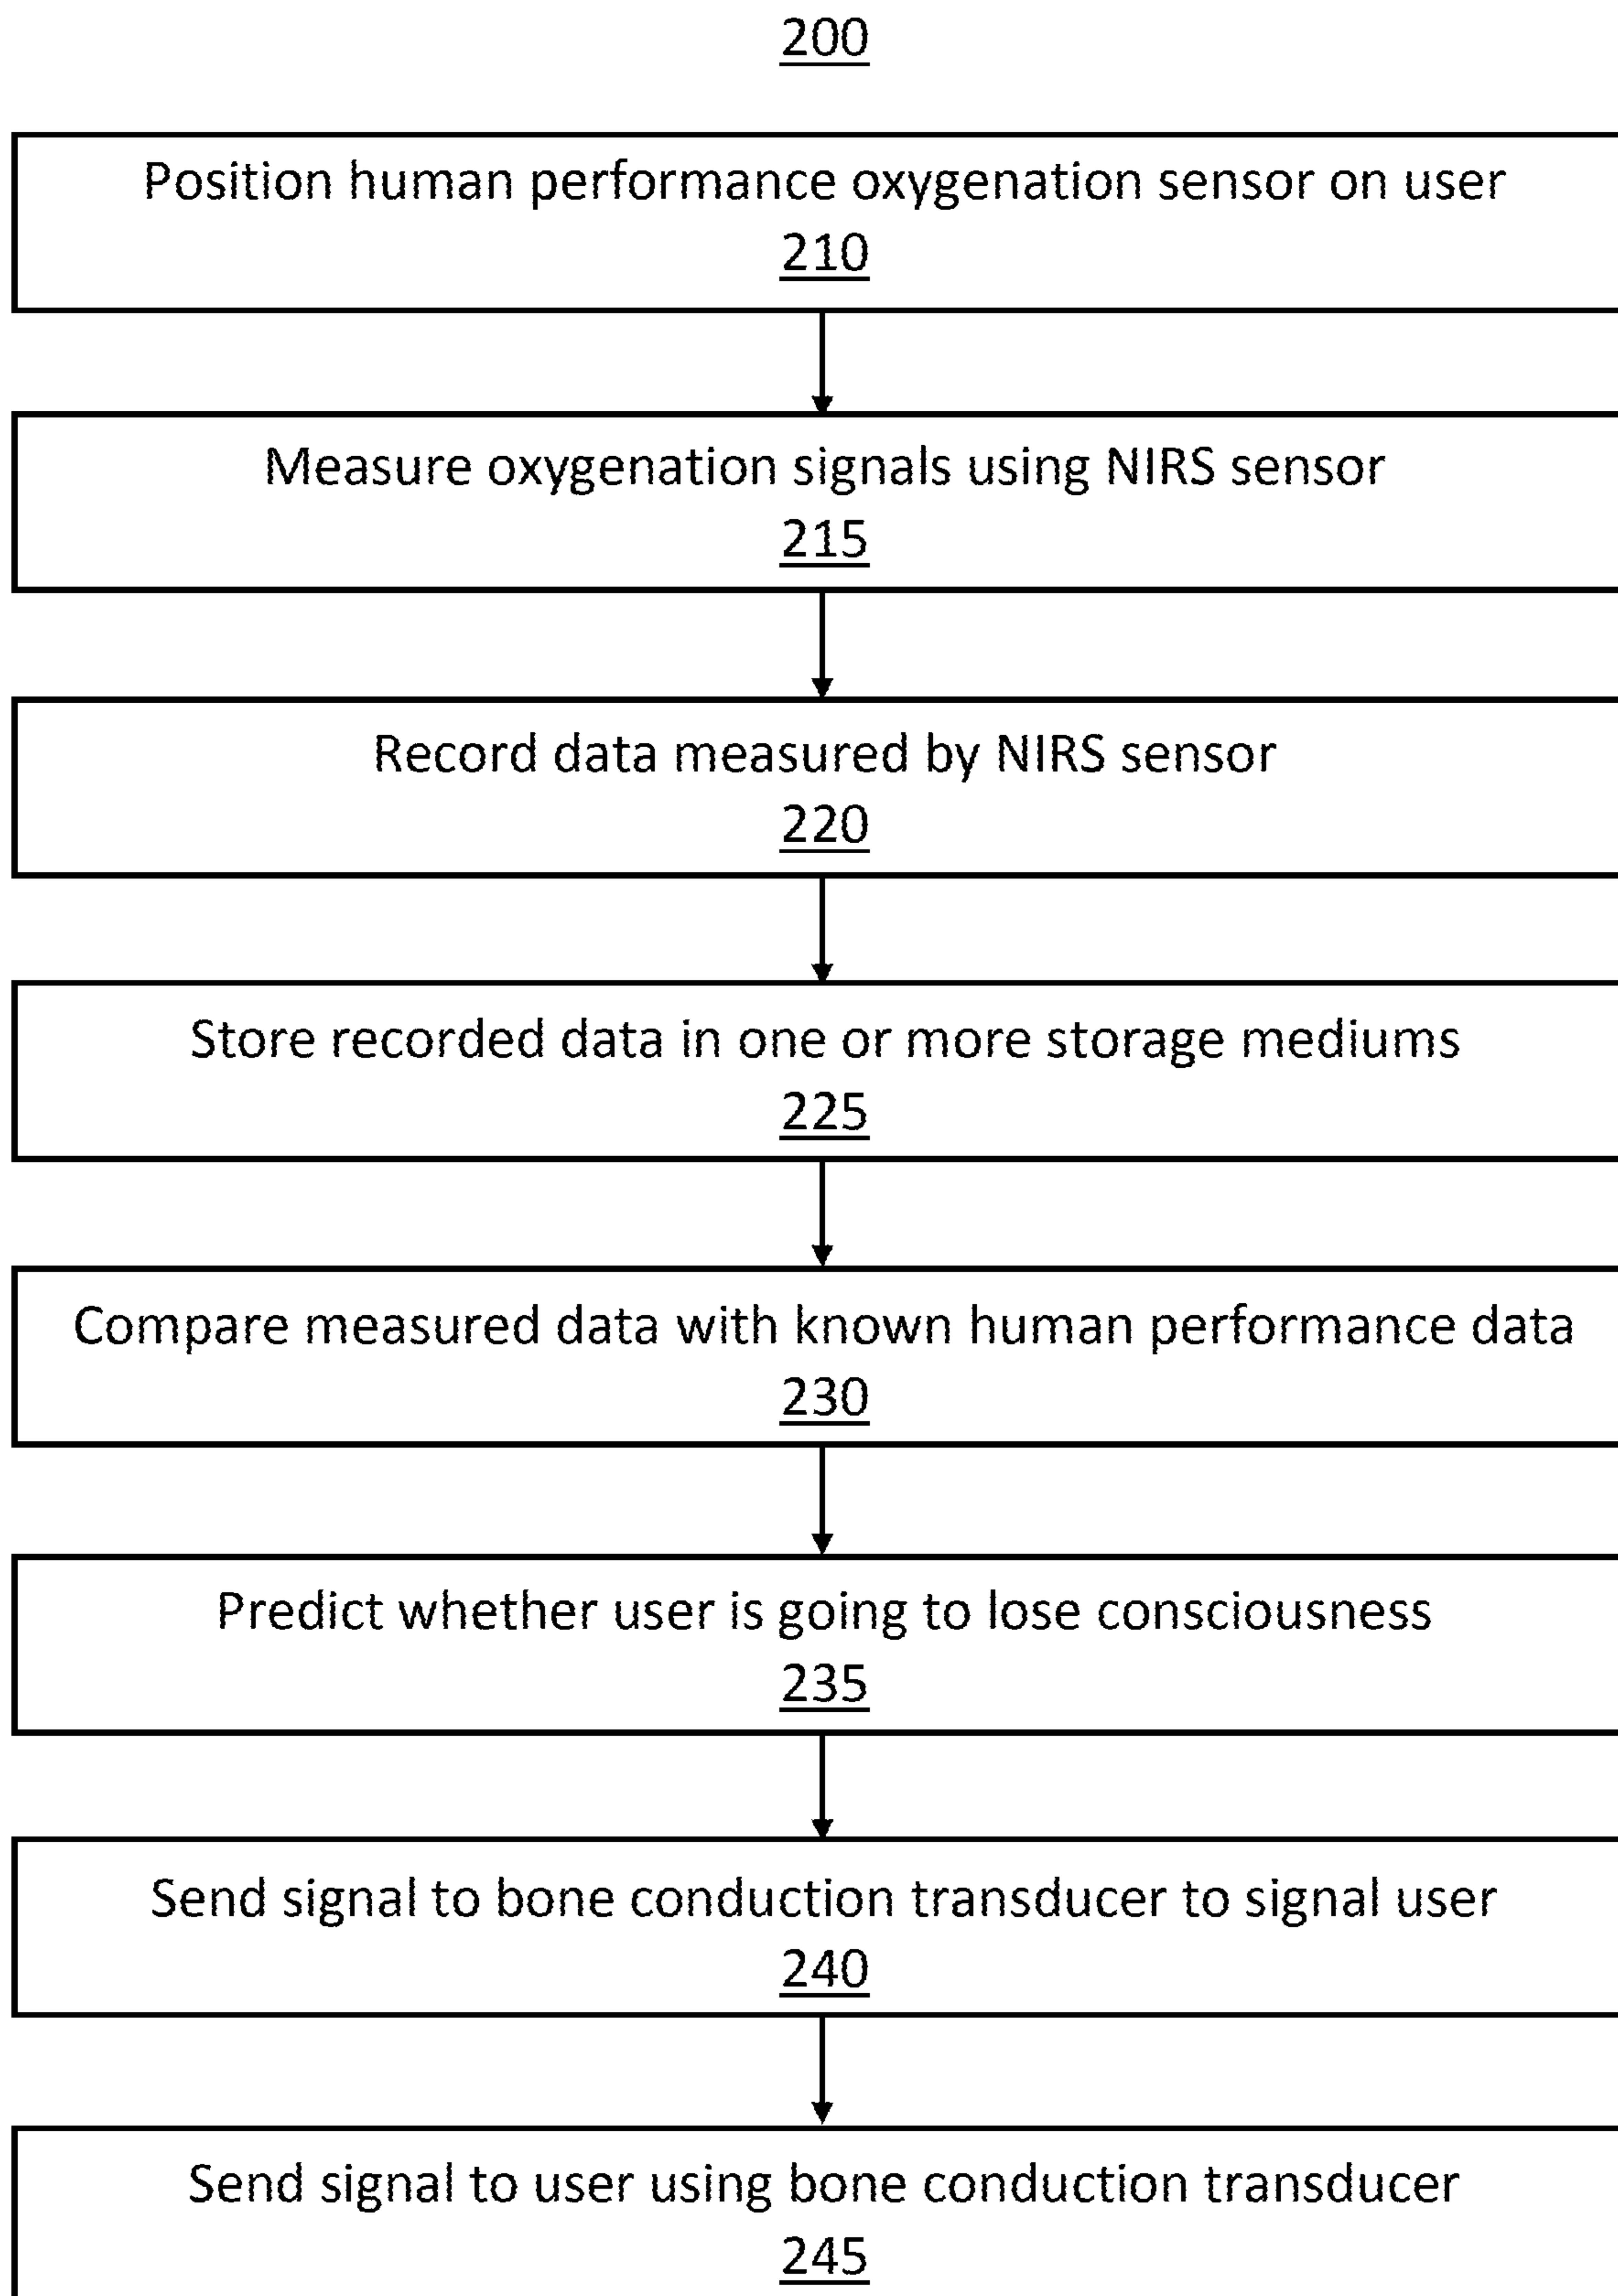 200
Position human performance oxygenation sensor on user
210
Measure oxygenation signals using NIRS sensor
215
Record data measured by NIRS sensor
220
Store recorded data in one or more storage mediums
225
Compare measured data with known human performance data
230
Predict whether user is going to lose consciousness
235
Send signal to bone conduction transducer to signal user
240
Send signal to user using bone conduction transducer
245